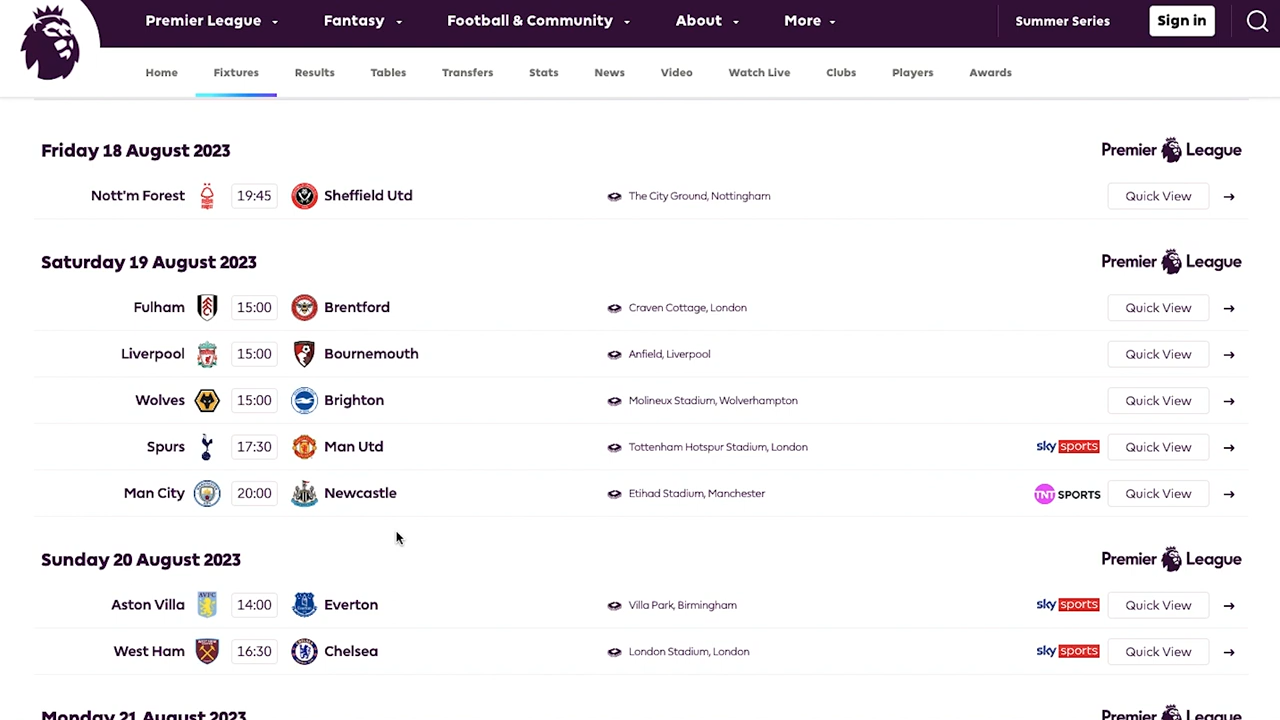 Premier League Fantasy Football & Community About More Summer Series Sign in
Home Fixtures Results Tables Transfers Stats News Video Watch Live Clubs Players Awards
Friday 18 August 2023 Premier League
Nott'm Forest 19:45 Sheffield Utd The City Ground, Nottingham Quick View →
Saturday 19 August 2023 Premier League
Fulham 15:00 Brentford Craven Cottage, London Quick View →
Liverpool 15:00 Bournemouth Anfield, Liverpool Quick View →
Wolves 15:00 Brighton Molineux Stadium, Wolverhampton Quick View →
Spurs 17:30 Man Utd Tottenham Hotspur Stadium, London sky sports Quick View →
Man City 20:00 Newcastle Etihad Stadium, Manchester TNT SPORTS Quick View →
Sunday 20 August 2023 Premier League
Aston Villa 14:00 Everton Villa Park, Birmingham sky sports Quick View →
West Ham 16:30 Chelsea London Stadium, London sky sports Quick View →
Monday 21 August 2023 Premier League